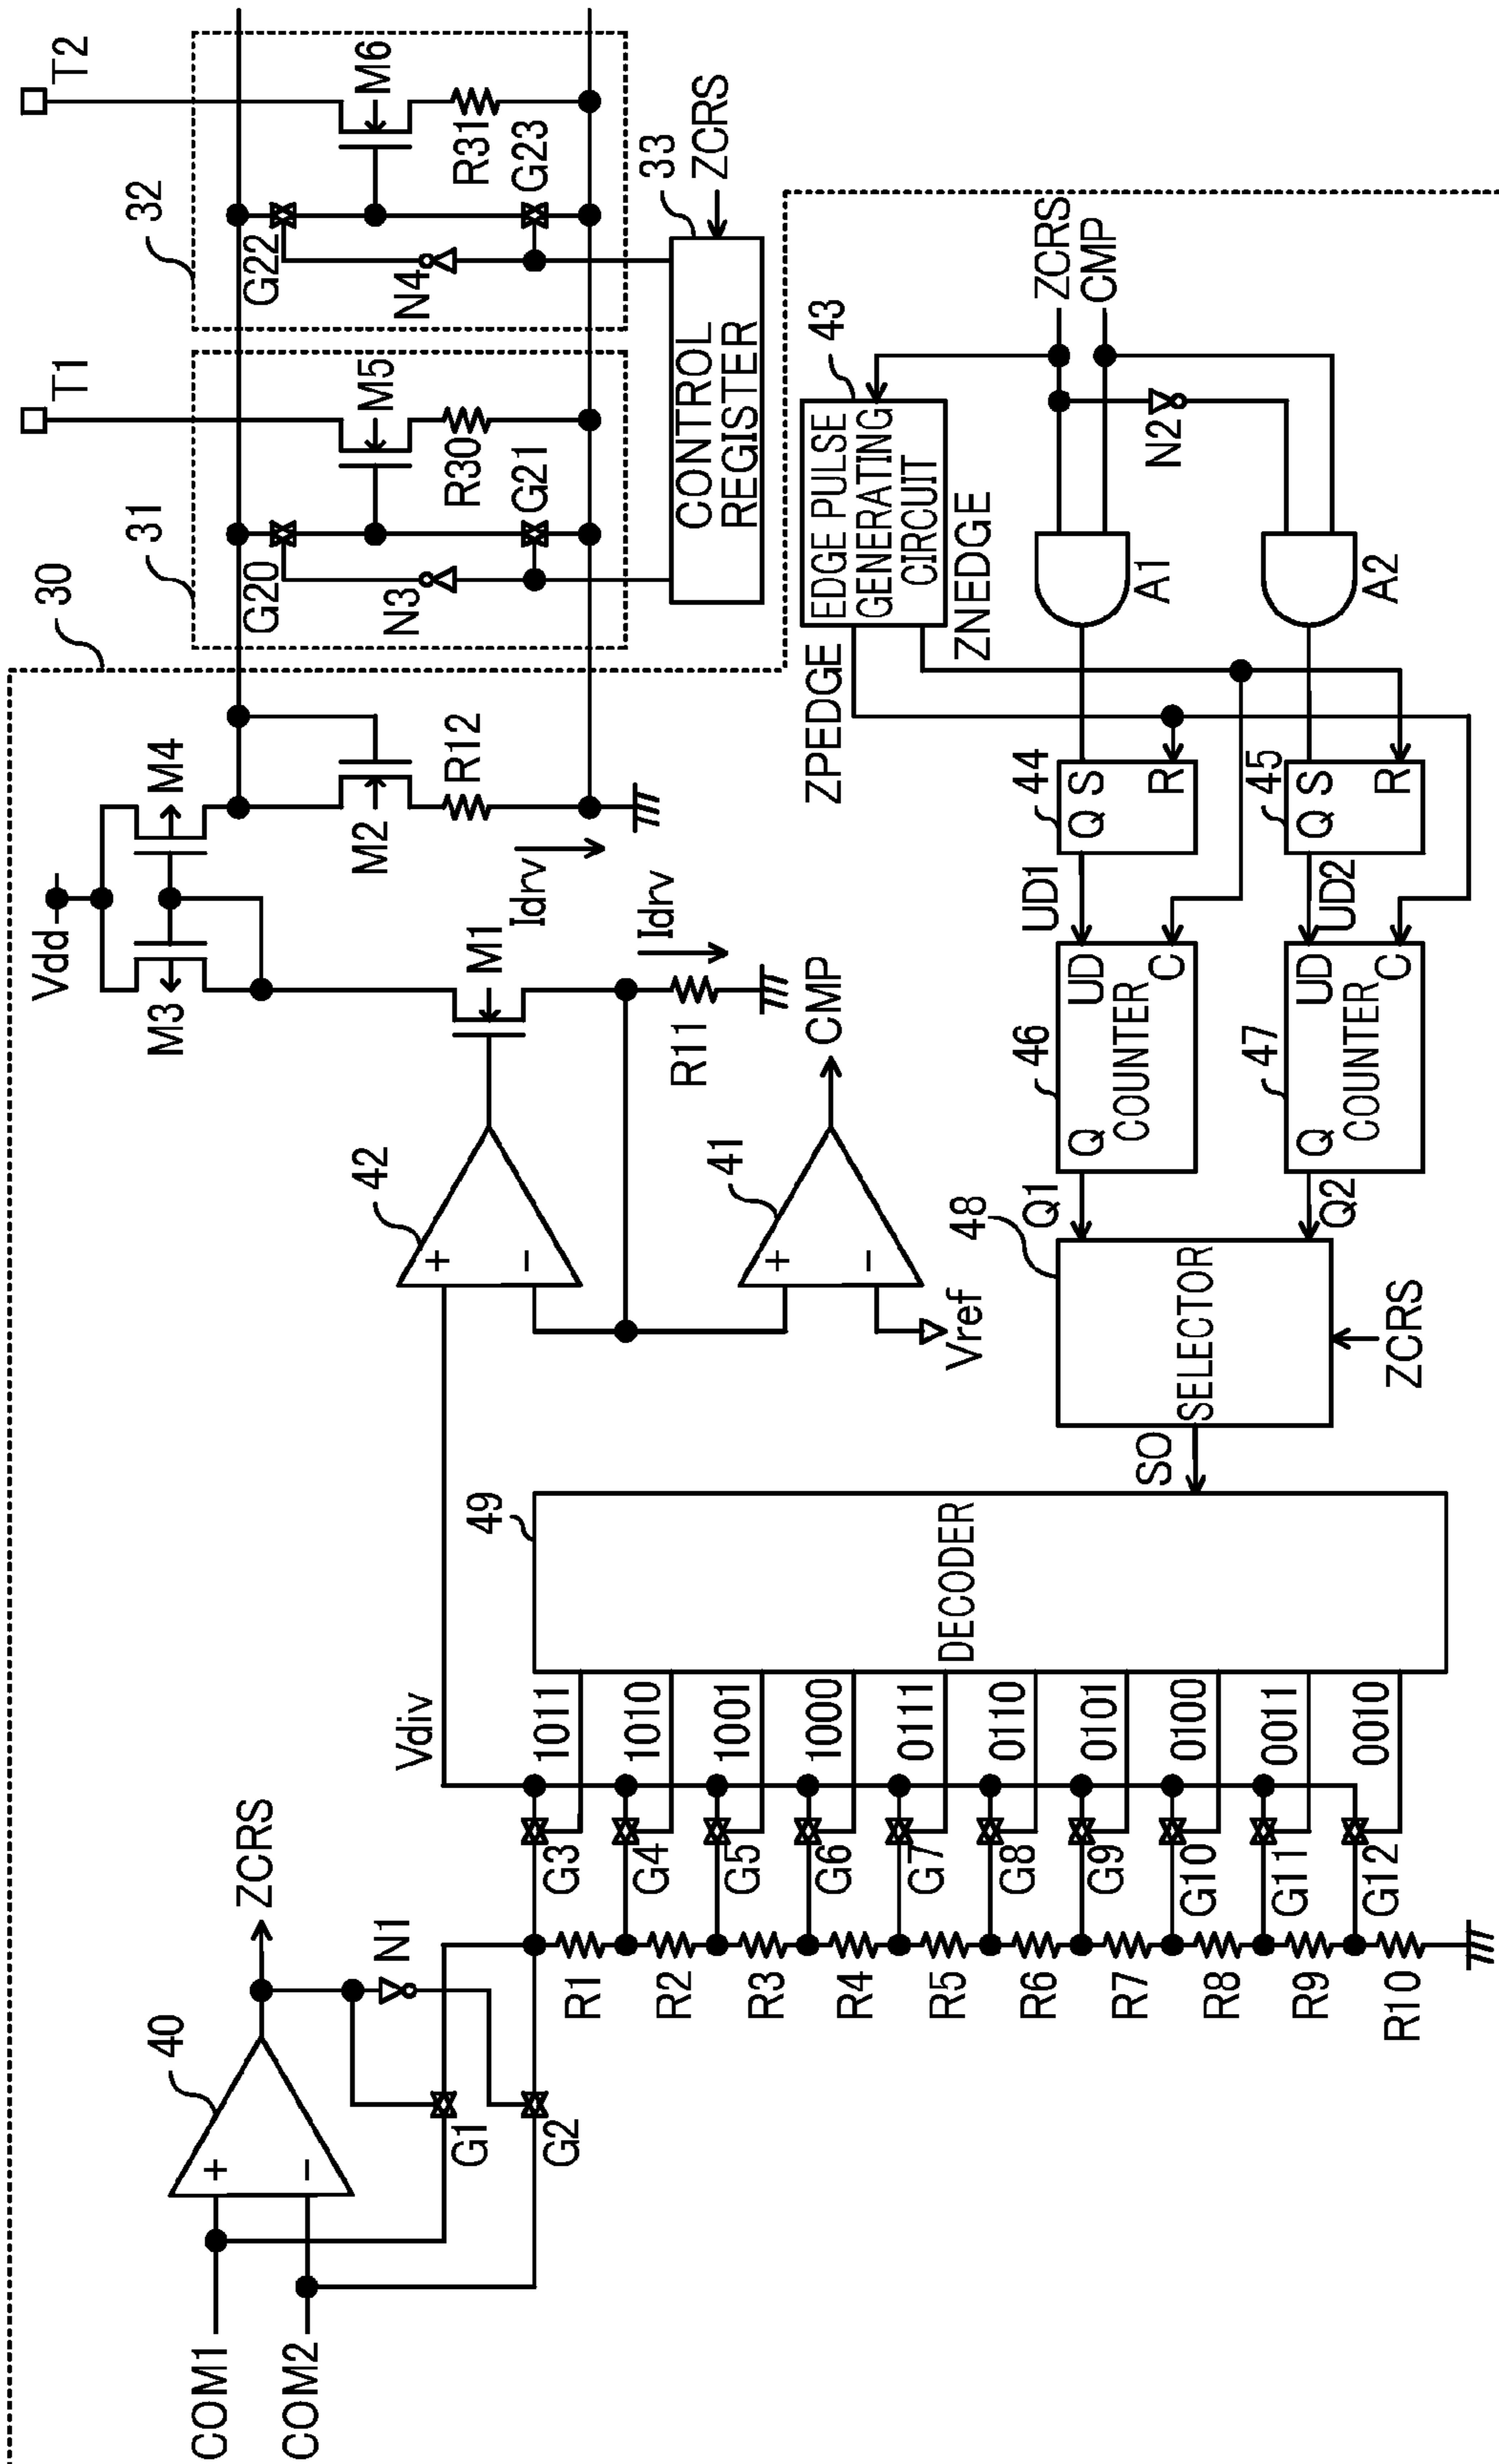 COM1
COM2
40
+
−
ZCRS
N1
G1
G2
R1
R2
R3
R4
R5
R6
R7
R8
R9
R10
G3
G4
G5
G6
G7
G8
G9
G10
G11
G12
1011
1010
1001
1000
0111
0110
0101
0100
0011
0010
Vdiv
49
DECODER
SO
48
SELECTOR
ZCRS
Q1
Q2
42
+
−
41
+
−
Vref
CMP
R11
Idrv
M1
Vdd
M3
M4
M2
Idrv
R12
30
31
G20
N3
M5
R30
G21
T1
32
G22
N4
M6
R31
G23
T2
33
CONTROL
REGISTER
ZCRS
46
Q
UD
COUNTER
C
47
Q
UD
COUNTER
C
UD1
UD2
44
Q S
R
45
Q S
R
ZPEDGE
ZNEDGE
43
EDGE PULSE
GENERATING
CIRCUIT
A1
A2
N2
ZCRS
CMP